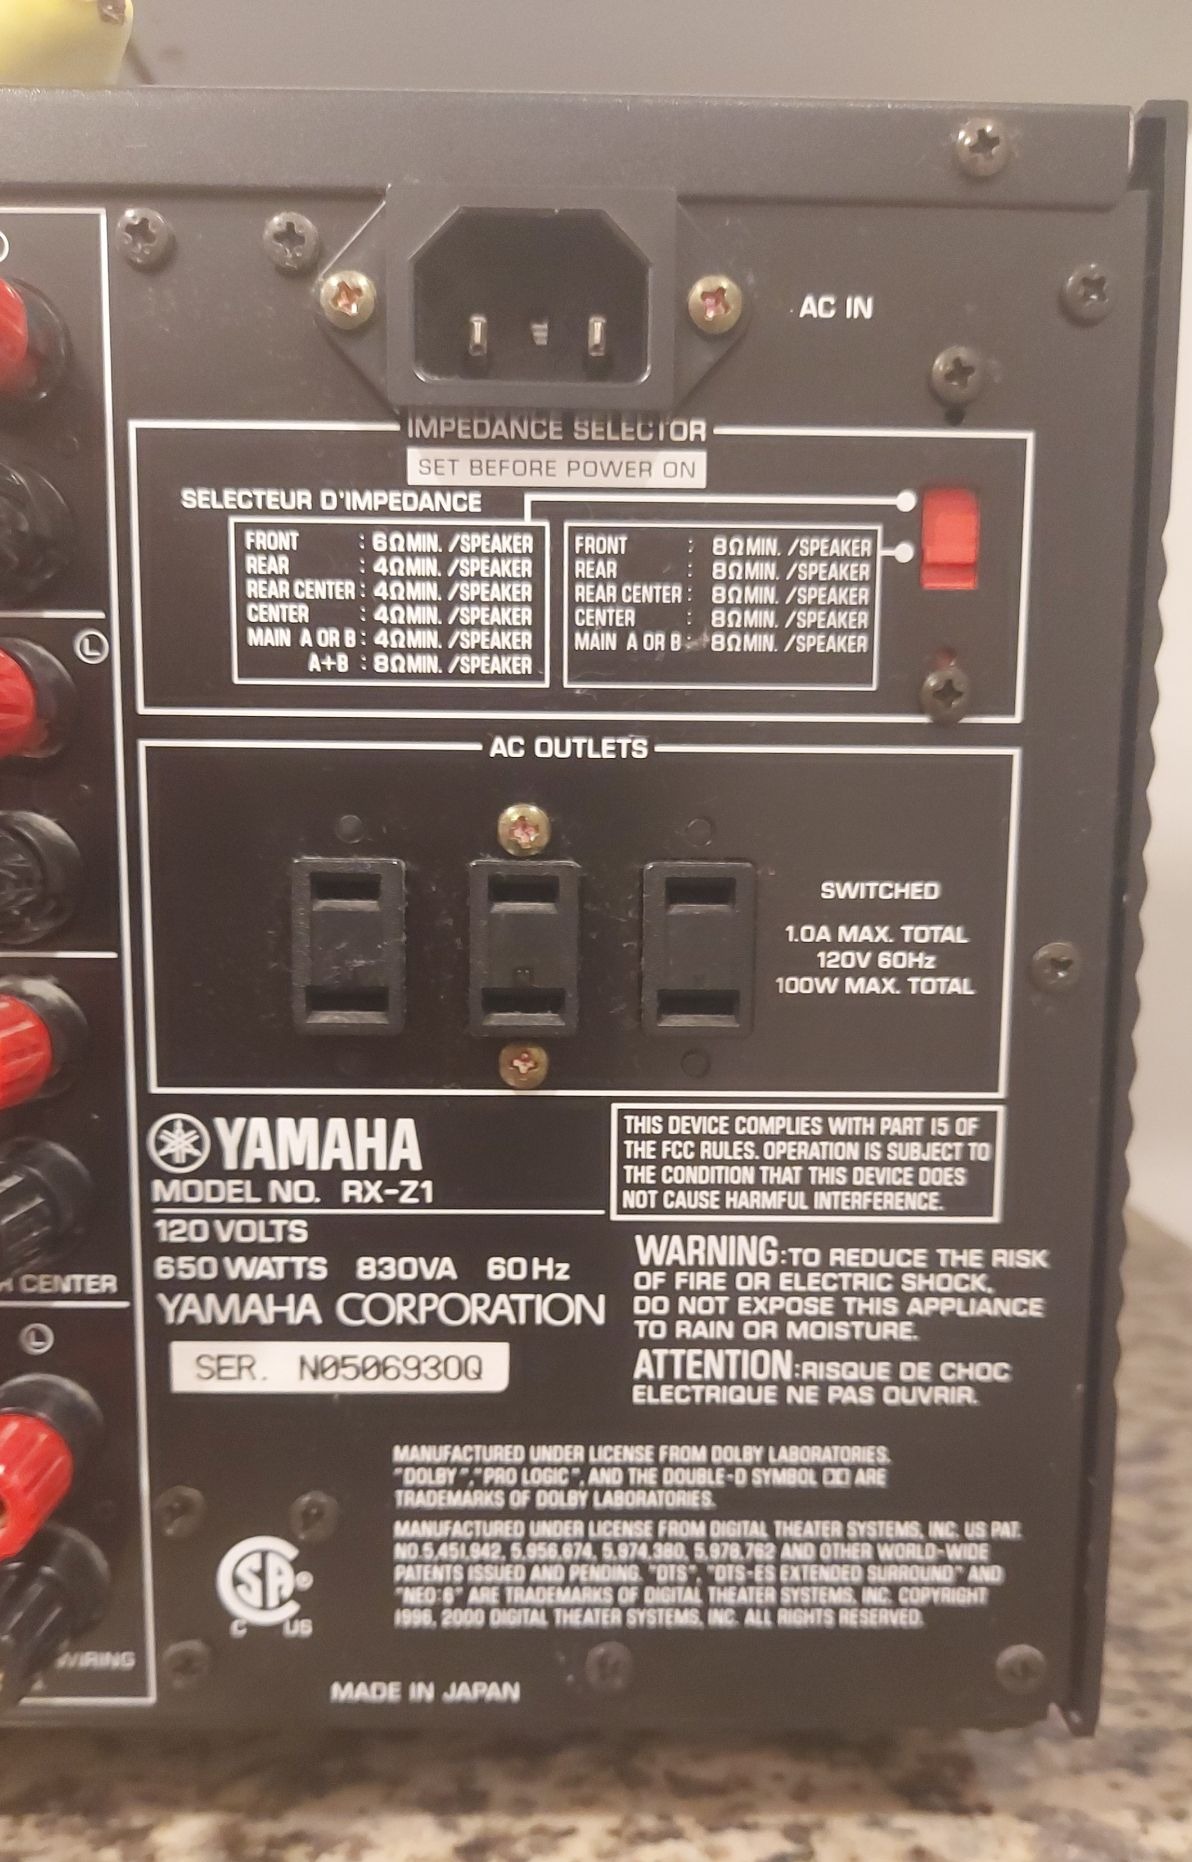 AC IN
IMPEDANCE SELECTOR
SET BEFORE POWER ON
SELECTEUR D'IMPEDANCE
FRONT : 6ΩMIN. /SPEAKER
REAR : 4ΩMIN. /SPEAKER
REAR CENTER : 4ΩMIN. /SPEAKER
CENTER : 4ΩMIN. /SPEAKER
MAIN A OR B : 4ΩMIN. /SPEAKER
A+B : 8ΩMIN. /SPEAKER
FRONT : 8ΩMIN. /SPEAKER
REAR : 8ΩMIN. /SPEAKER
REAR CENTER : 8ΩMIN. /SPEAKER
CENTER : 8ΩMIN. /SPEAKER
MAIN A OR B : 8ΩMIN. /SPEAKER
L
AC OUTLETS
SWITCHED
1.0A MAX. TOTAL
120V 60Hz
100W MAX. TOTAL
YAMAHA
MODEL NO. RX-Z1
120 VOLTS
650 WATTS 830VA 60Hz
YAMAHA CORPORATION
SER. N0506930Q
THIS DEVICE COMPLIES WITH PART 15 OF
THE FCC RULES. OPERATION IS SUBJECT TO
THE CONDITION THAT THIS DEVICE DOES
NOT CAUSE HARMFUL INTERFERENCE.
WARNING:TO REDUCE THE RISK
OF FIRE OR ELECTRIC SHOCK,
DO NOT EXPOSE THIS APPLIANCE
TO RAIN OR MOISTURE.
ATTENTION:RISQUE DE CHOC
ELECTRIQUE NE PAS OUVRIR.
CENTER
L
MANUFACTURED UNDER LICENSE FROM DOLBY LABORATORIES.
"DOLBY","PRO LOGIC", AND THE DOUBLE-D SYMBOL ARE
TRADEMARKS OF DOLBY LABORATORIES.
MANUFACTURED UNDER LICENSE FROM DIGITAL THEATER SYSTEMS, INC. US PAT.
NO.5,451,942, 5,956,674, 5,974,380, 5,978,762 AND OTHER WORLD-WIDE
PATENTS ISSUED AND PENDING. "DTS", "DTS-ES EXTENDED SURROUND" AND
"NEO:6" ARE TRADEMARKS OF DIGITAL THEATER SYSTEMS, INC. COPYRIGHT
1996, 2000 DIGITAL THEATER SYSTEMS, INC. ALL RIGHTS RESERVED.
SA ®
C US
WIRING
MADE IN JAPAN